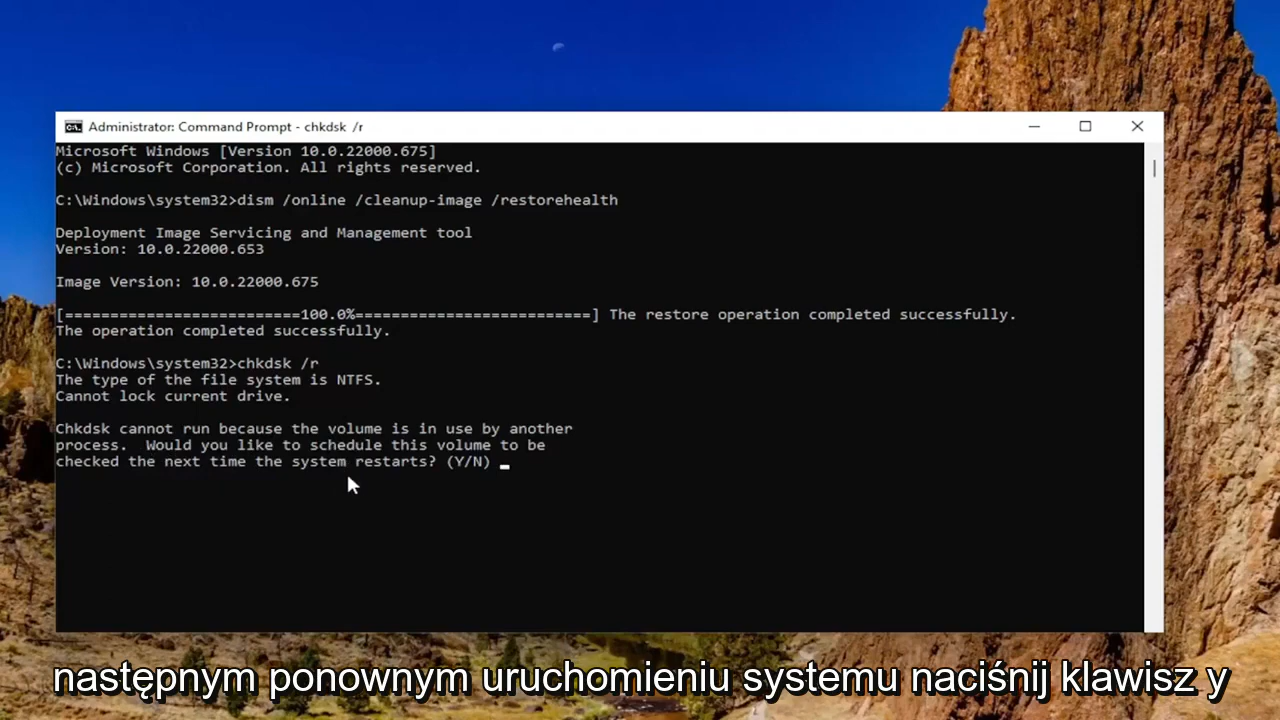 Administrator: Command Prompt - chkdsk /r
Microsoft Windows [Version 10.0.22000.675]
(c) Microsoft Corporation. All rights reserved.
C:\Windows\system32>dism /online /cleanup-image /restorehealth
Deployment Image Servicing and Management tool
Version: 10.0.22000.653
Image Version: 10.0.22000.675
[==========================100.0%==========================] The restore operation completed successfully.
The operation completed successfully.
C:\Windows\system32>chkdsk /r
The type of the file system is NTFS.
Cannot lock current drive.
Chkdsk cannot run because the volume is in use by another
process.  Would you like to schedule this volume to be
checked the next time the system restarts? (Y/N)
następnym ponownym uruchomieniu systemu naciśnij klawisz y